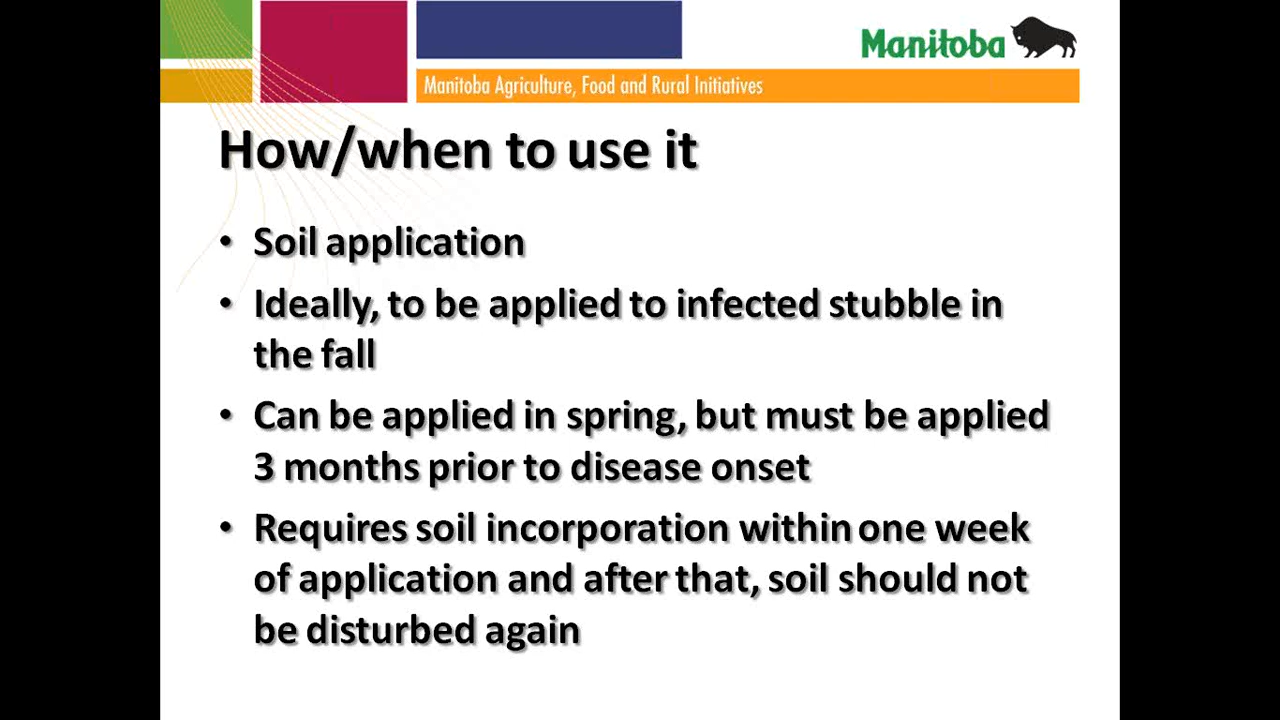 Manitoba
Manitoba Agriculture, Food and Rural Initiatives
How/when to use it
• Soil application
• Ideally, to be applied to infected stubble in
the fall
• Can be applied in spring, but must be applied
3 months prior to disease onset
• Requires soil incorporation within one week
of application and after that, soil should not
be disturbed again